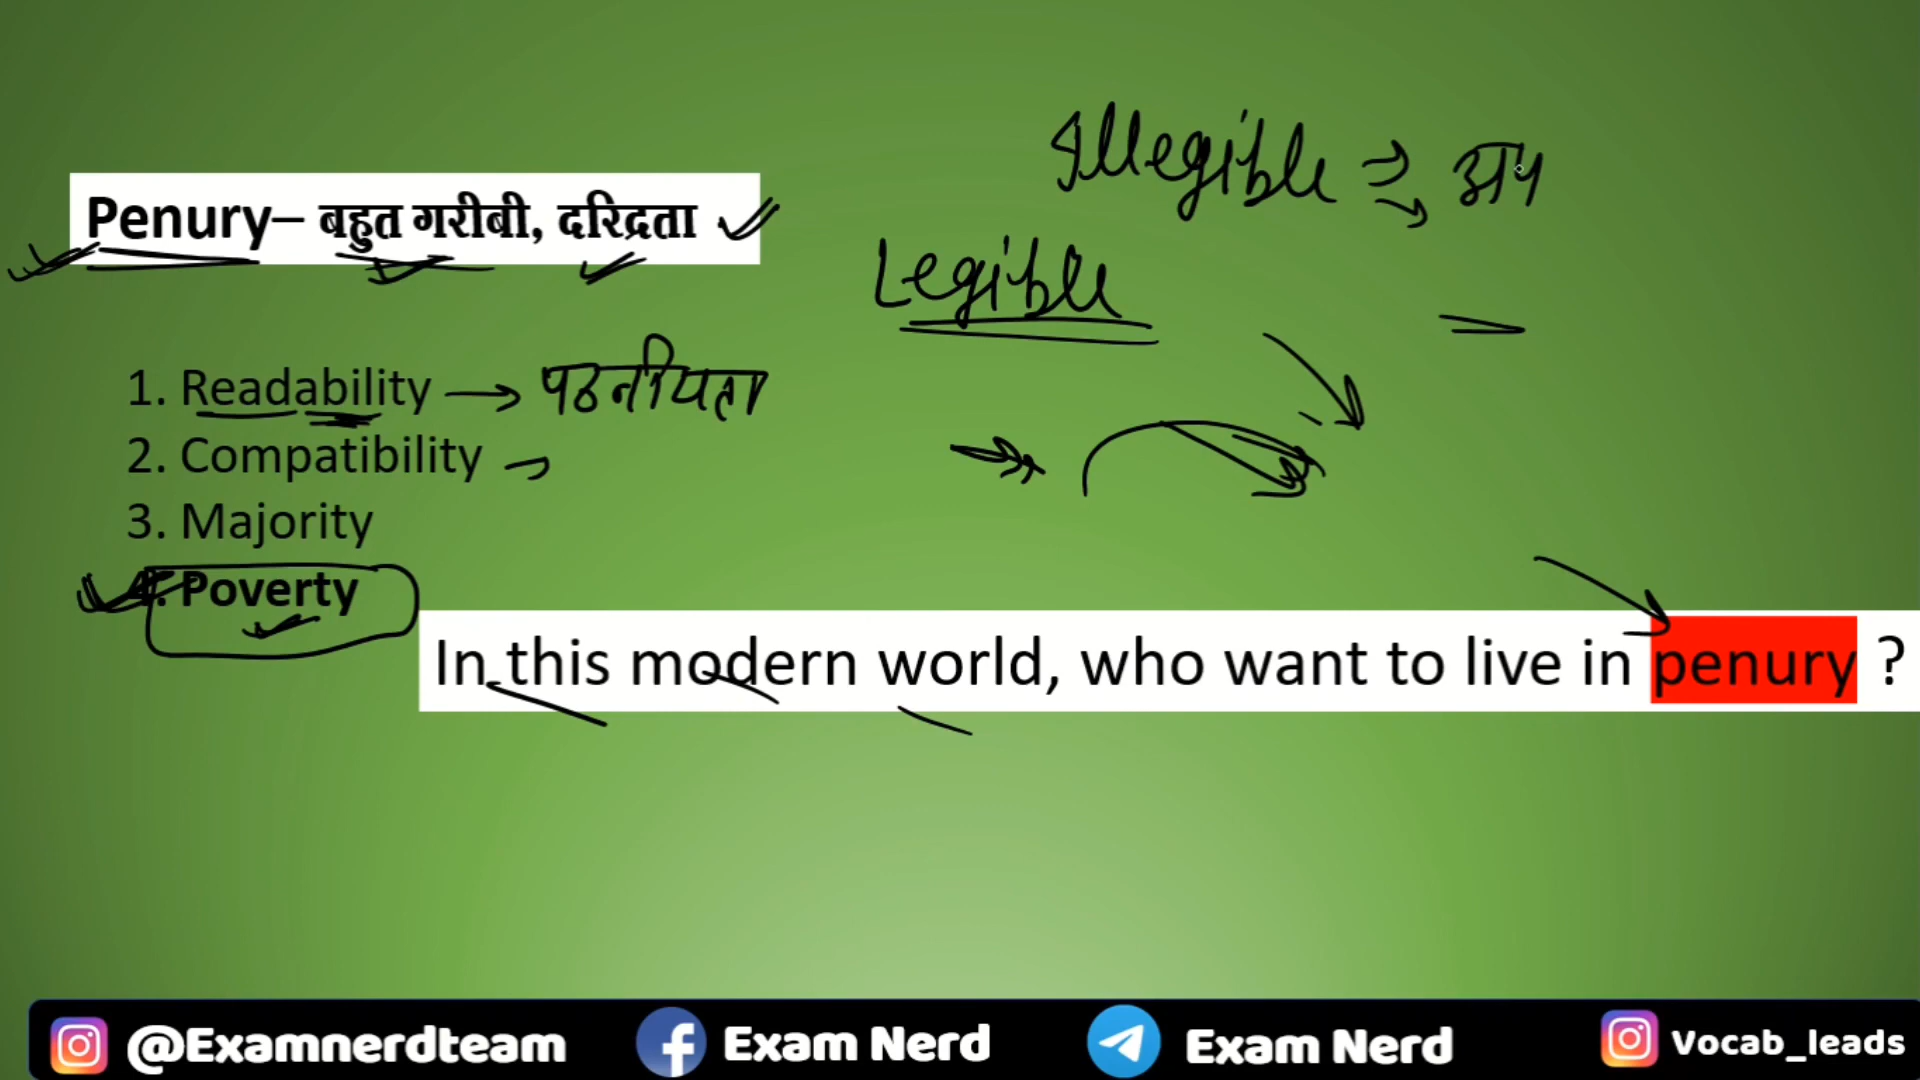 Illegible => अप
Penury– बहुत गरीबी, दरिद्रता
Legible
1. Readability → पठनीयता
2. Compatibility
3. Majority
4. Poverty
In this modern world, who want to live in penury ?
@Examnerdteam Exam Nerd Exam Nerd Vocab_leads